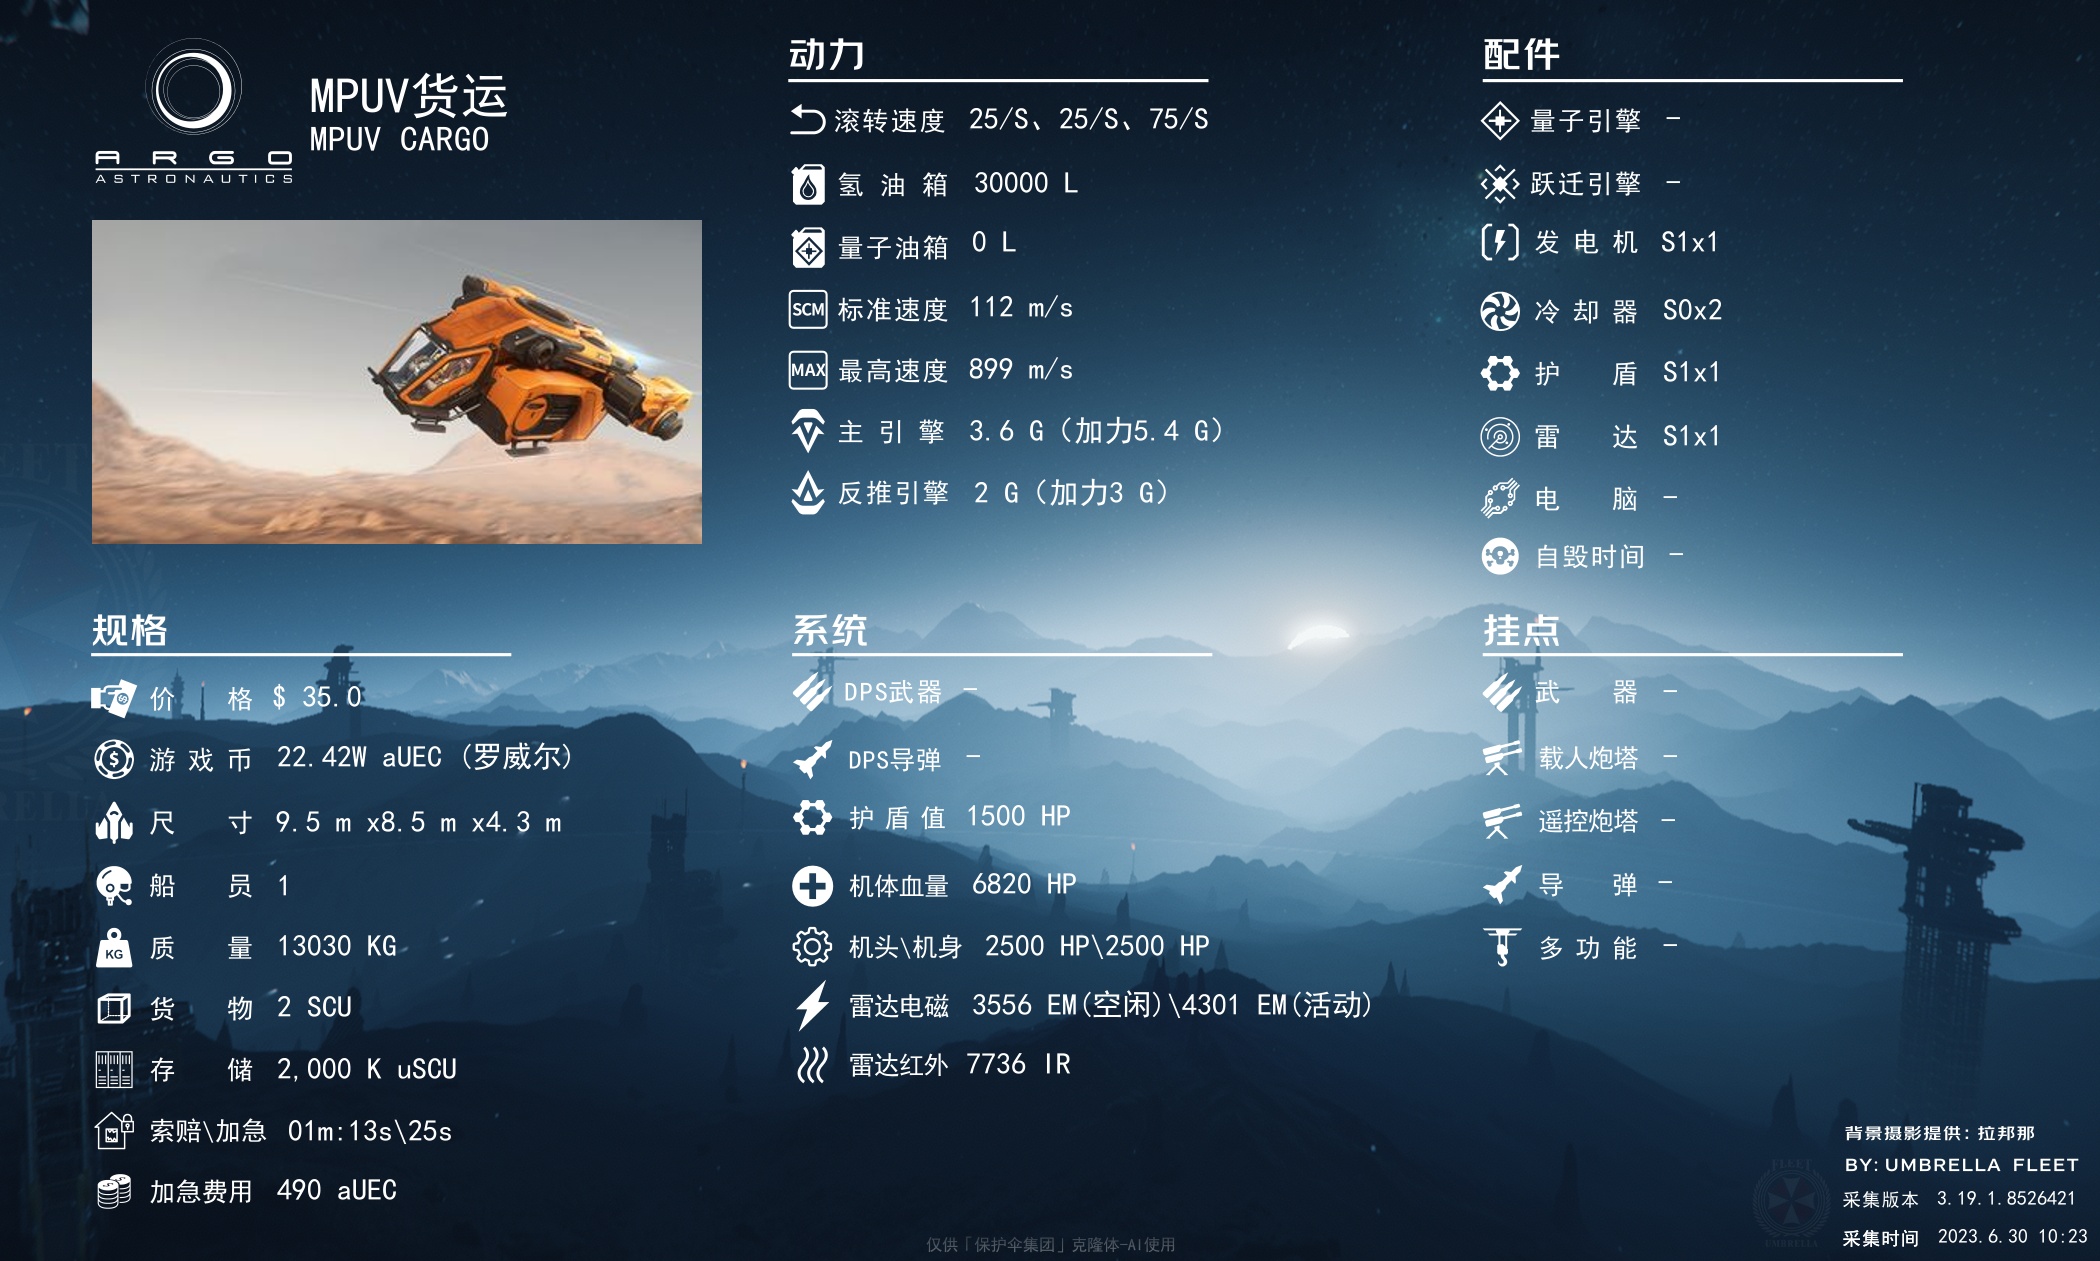 ARGO
ASTRONAUTICS
MPUV货运
MPUV CARGO
动力
滚转速度 25/S、25/S、75/S
氢油箱 30000 L
量子油箱 0 L
SCM 标准速度 112 m/s
MAX 最高速度 899 m/s
主引擎 3.6 G（加力5.4 G）
反推引擎 2 G（加力3 G）
配件
量子引擎 -
跃迁引擎 -
发电机 S1x1
冷却器 S0x2
护盾 S1x1
雷达 S1x1
电脑 -
自毁时间 -
规格
价格 $ 35.0
游戏币 22.42W aUEC (罗威尔)
尺寸 9.5 m x8.5 m x4.3 m
船员 1
KG 质量 13030 KG
货物 2 SCU
存储 2,000 K uSCU
索赔\加急 01m:13s\25s
加急费用 490 aUEC
系统
DPS武器 -
DPS导弹 -
护盾值 1500 HP
机体血量 6820 HP
机头\机身 2500 HP\2500 HP
雷达电磁 3556 EM(空闲)\4301 EM(活动)
雷达红外 7736 IR
挂点
武器 -
载人炮塔 -
遥控炮塔 -
导弹 -
多功能 -
背景摄影提供：拉邦那
BY: UMBRELLA FLEET
采集版本 3.19.1.8526421
采集时间 2023.6.30 10:23
仅供「保护伞集团」克隆体-AI使用
FLEET
UMBRELLA